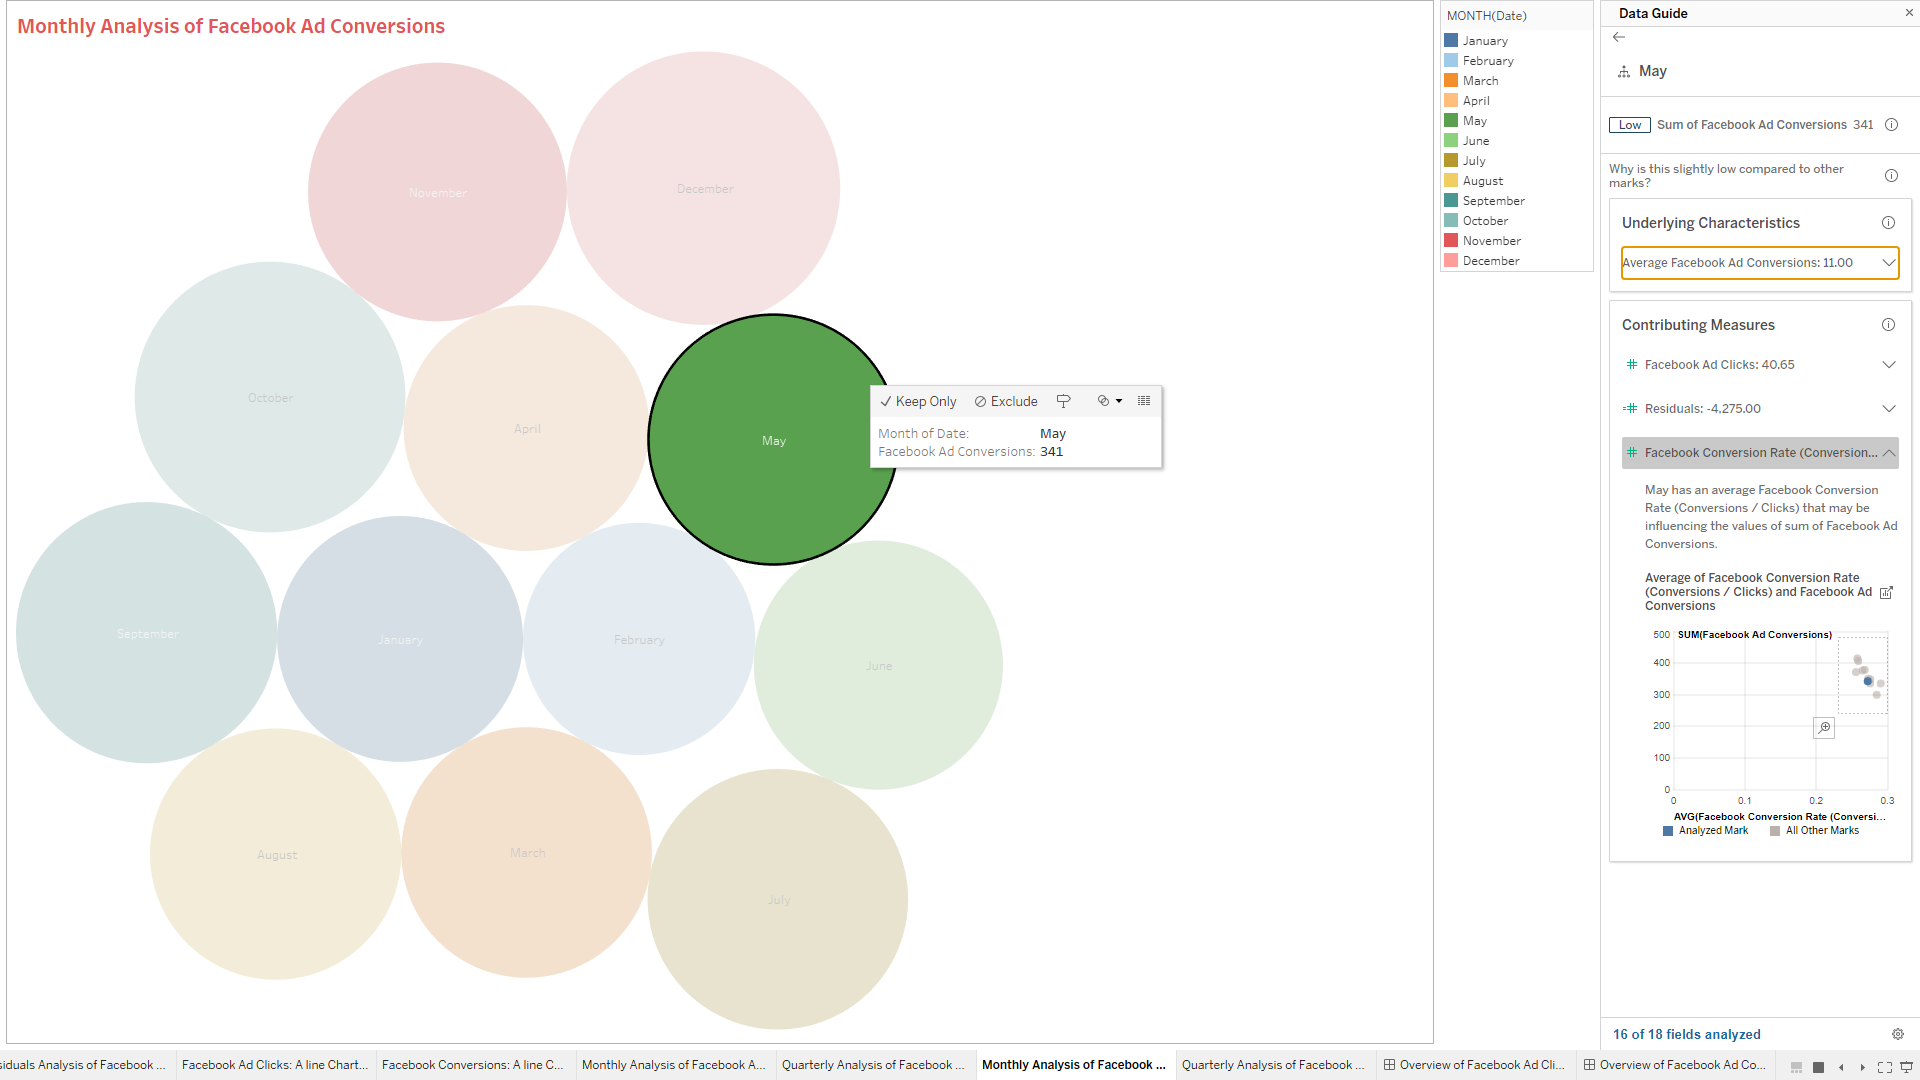 Monthly Analysis of Facebook Ad Conversions
November
December
October
April
May
September
January
February
June
August
March
July
Keep Only
Exclude
Month of Date: May
Facebook Ad Conversions: 341
MONTH(Date)
January
February
March
April
May
June
July
August
September
October
November
December
Data Guide
May
Low Sum of Facebook Ad Conversions 341
Why is this slightly low compared to other
marks?
Underlying Characteristics
Average Facebook Ad Conversions: 11.00
Contributing Measures
Facebook Ad Clicks: 40.65
Residuals: -4,275.00
Facebook Conversion Rate (Conversion...
May has an average Facebook Conversion
Rate (Conversions / Clicks) that may be
influencing the values of sum of Facebook Ad
Conversions.
Average of Facebook Conversion Rate
(Conversions / Clicks) and Facebook Ad
Conversions
SUM(Facebook Ad Conversions)
500
400
300
200
100
0
0 0.1 0.2 0.3
AVG(Facebook Conversion Rate (Conversi...
Analyzed Mark All Other Marks
16 of 18 fields analyzed
siduals Analysis of Facebook ...
Facebook Ad Clicks: A line Chart...
Facebook Conversions: A line C...
Monthly Analysis of Facebook A...
Quarterly Analysis of Facebook ...
Monthly Analysis of Facebook ...
Quarterly Analysis of Facebook ...
Overview of Facebook Ad Cli...
Overview of Facebook Ad Co...